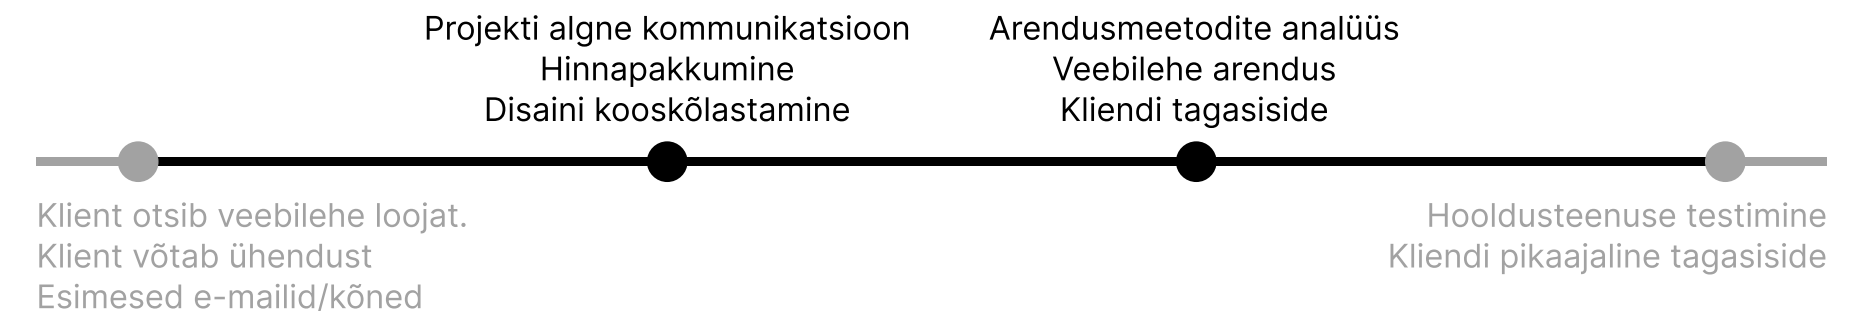 Projekti algne kommunikatsioon
Hinnapakkumine
Disaini kooskõlastamine
Arendusmeetodite analüüs
Veebilehe arendus
Kliendi tagasiside
Klient otsib veebilehe loojat.
Klient võtab ühendust
Esimesed e-mailid/kõned
Hooldusteenuse testimine
Kliendi pikaajaline tagasiside